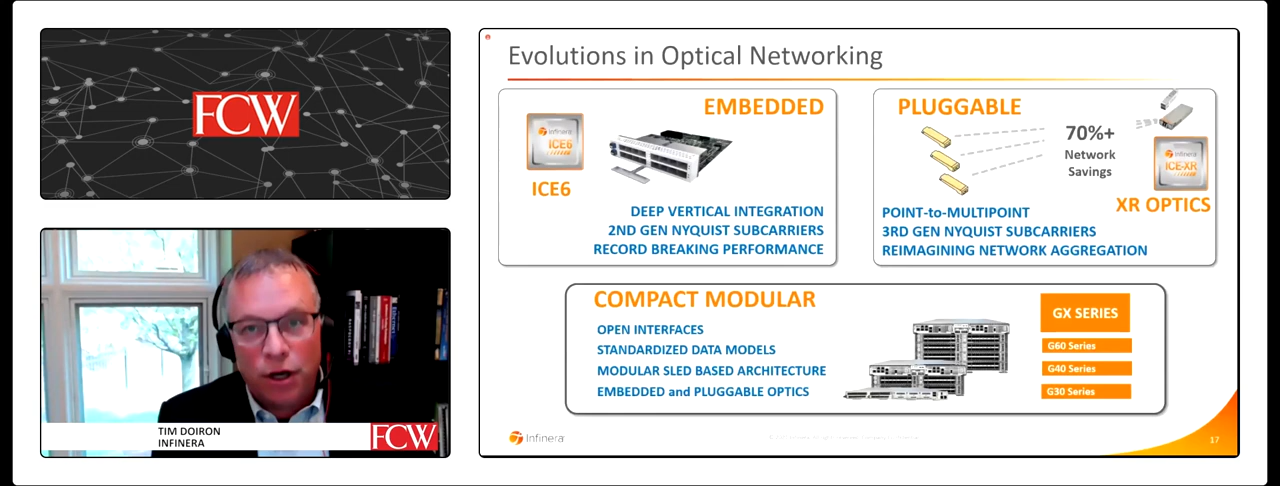 FCW
TIM DOIRON
INFINERA
FCW
Evolutions in Optical Networking
EMBEDDED
Infinera
ICE6
ICE6
DEEP VERTICAL INTEGRATION
2ND GEN NYQUIST SUBCARRIERS
RECORD BREAKING PERFORMANCE
PLUGGABLE
70%+
Network
Savings
Infinera
ICE-XR
XR OPTICS
POINT-to-MULTIPOINT
3RD GEN NYQUIST SUBCARRIERS
REIMAGINING NETWORK AGGREGATION
COMPACT MODULAR
OPEN INTERFACES
STANDARDIZED DATA MODELS
MODULAR SLED BASED ARCHITECTURE
EMBEDDED and PLUGGABLE OPTICS
GX SERIES
G60 Series
G40 Series
G30 Series
Infinera
17